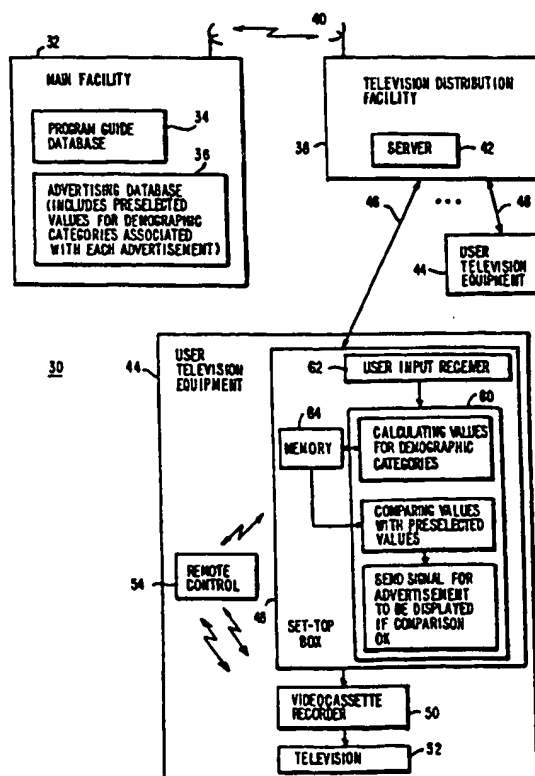 32
40
MAIN FACILITY
PROGRAM GUIDE
DATABASE
34
36
ADVERTISING DATABASE
(INCLUDES PRESELECTED
VALUES FOR DEMOGRAPHIC
CATEGORIES ASSOCIATED
WITH EACH ADVERTISEMENT)
TELEVISION DISTRIBUTION
FACILITY
38
SERVER
42
46
...
46
44
USER
TELEVISION
EQUIPMENT
30
44
USER
TELEVISION
EQUIPMENT
62
USER INPUT RECEIVER
60
64
MEMORY
CALCULATING VALUES
FOR DEMOGRAPHIC
CATEGORIES
COMPARING VALUES
WITH PRESELECTED
VALUES
SEND SIGNAL FOR
ADVERTISEMENT
TO BE DISPLAYED
IF COMPARISON
OK
REMOTE
CONTROL
54
48
SET-TOP
BOX
VIDEOCASSETTE
RECORDER
50
TELEVISION
52